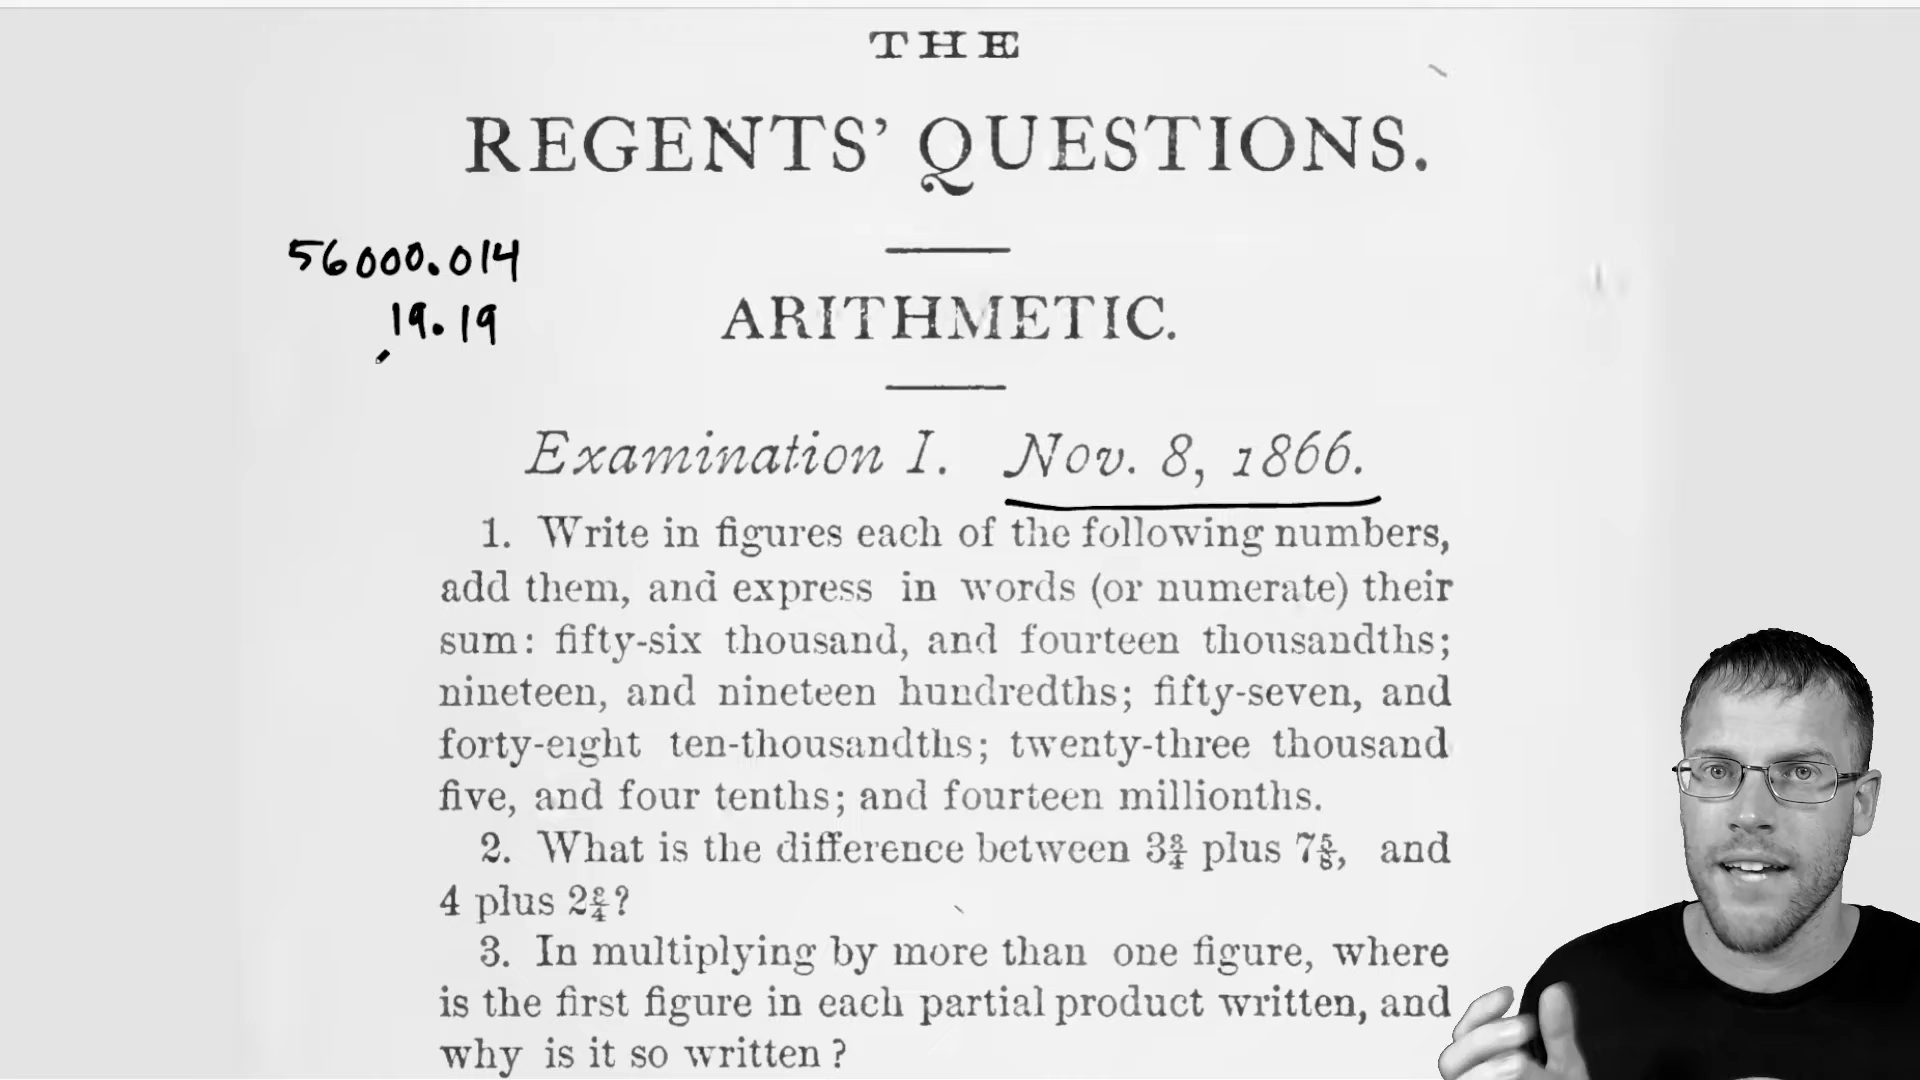 THE
REGENTS' QUESTIONS.
56000.014
19.19
ARITHMETIC.
Examination I. Nov. 8, 1866.
1. Write in figures each of the following numbers,
add them, and express in words (or numerate) their
sum: fifty-six thousand, and fourteen thousandths;
nineteen, and nineteen hundredths; fifty-seven, and
forty-eight ten-thousandths; twenty-three thousand
five, and four tenths; and fourteen millionths.
2. What is the difference between 3¾ plus 7⅝, and
4 plus 2?
3. In multiplying by more than one figure, where
is the first figure in each partial product written, and
why is it so written?